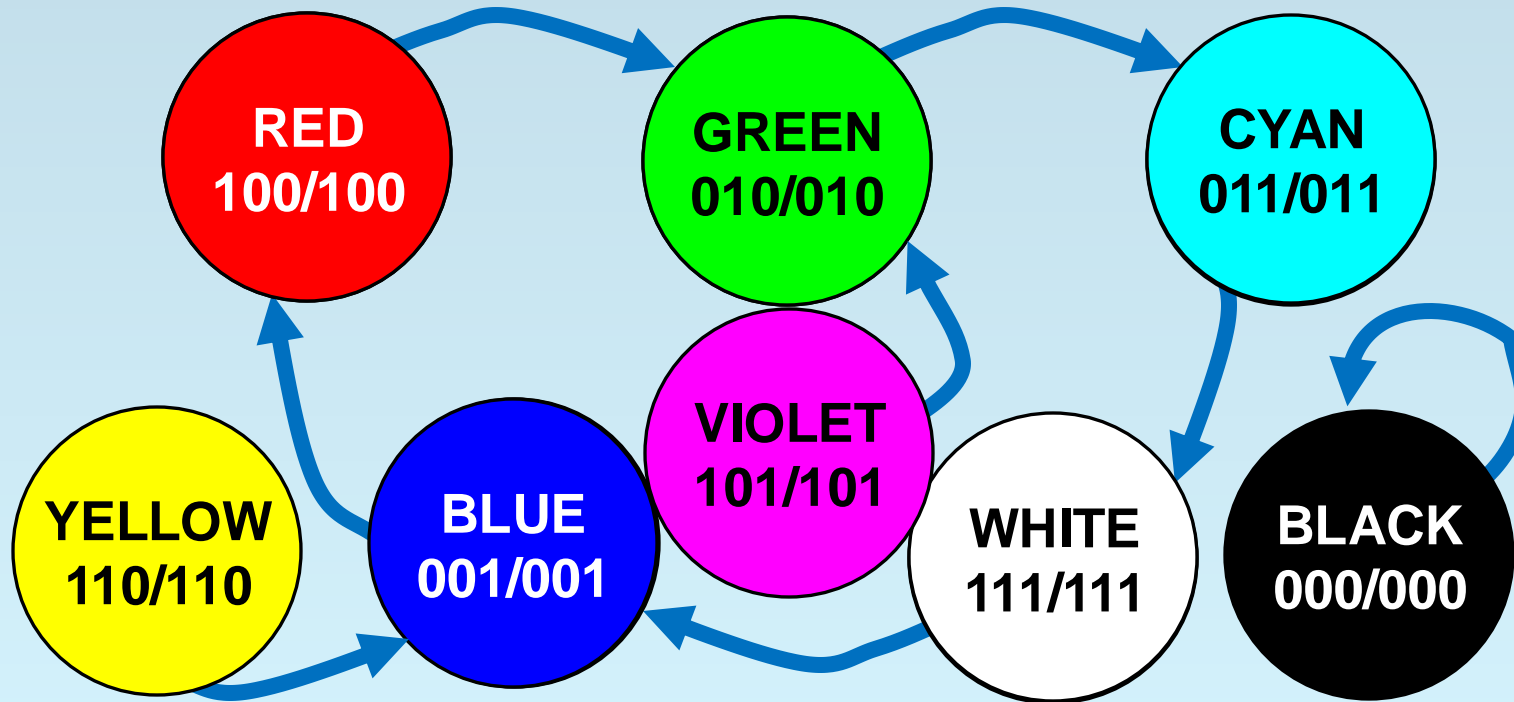 RED
100/100
GREEN
010/010
CYAN
011/011
VIOLET
101/101
YELLOW
110/110
BLUE
001/001
WHITE
111/111
BLACK
000/000